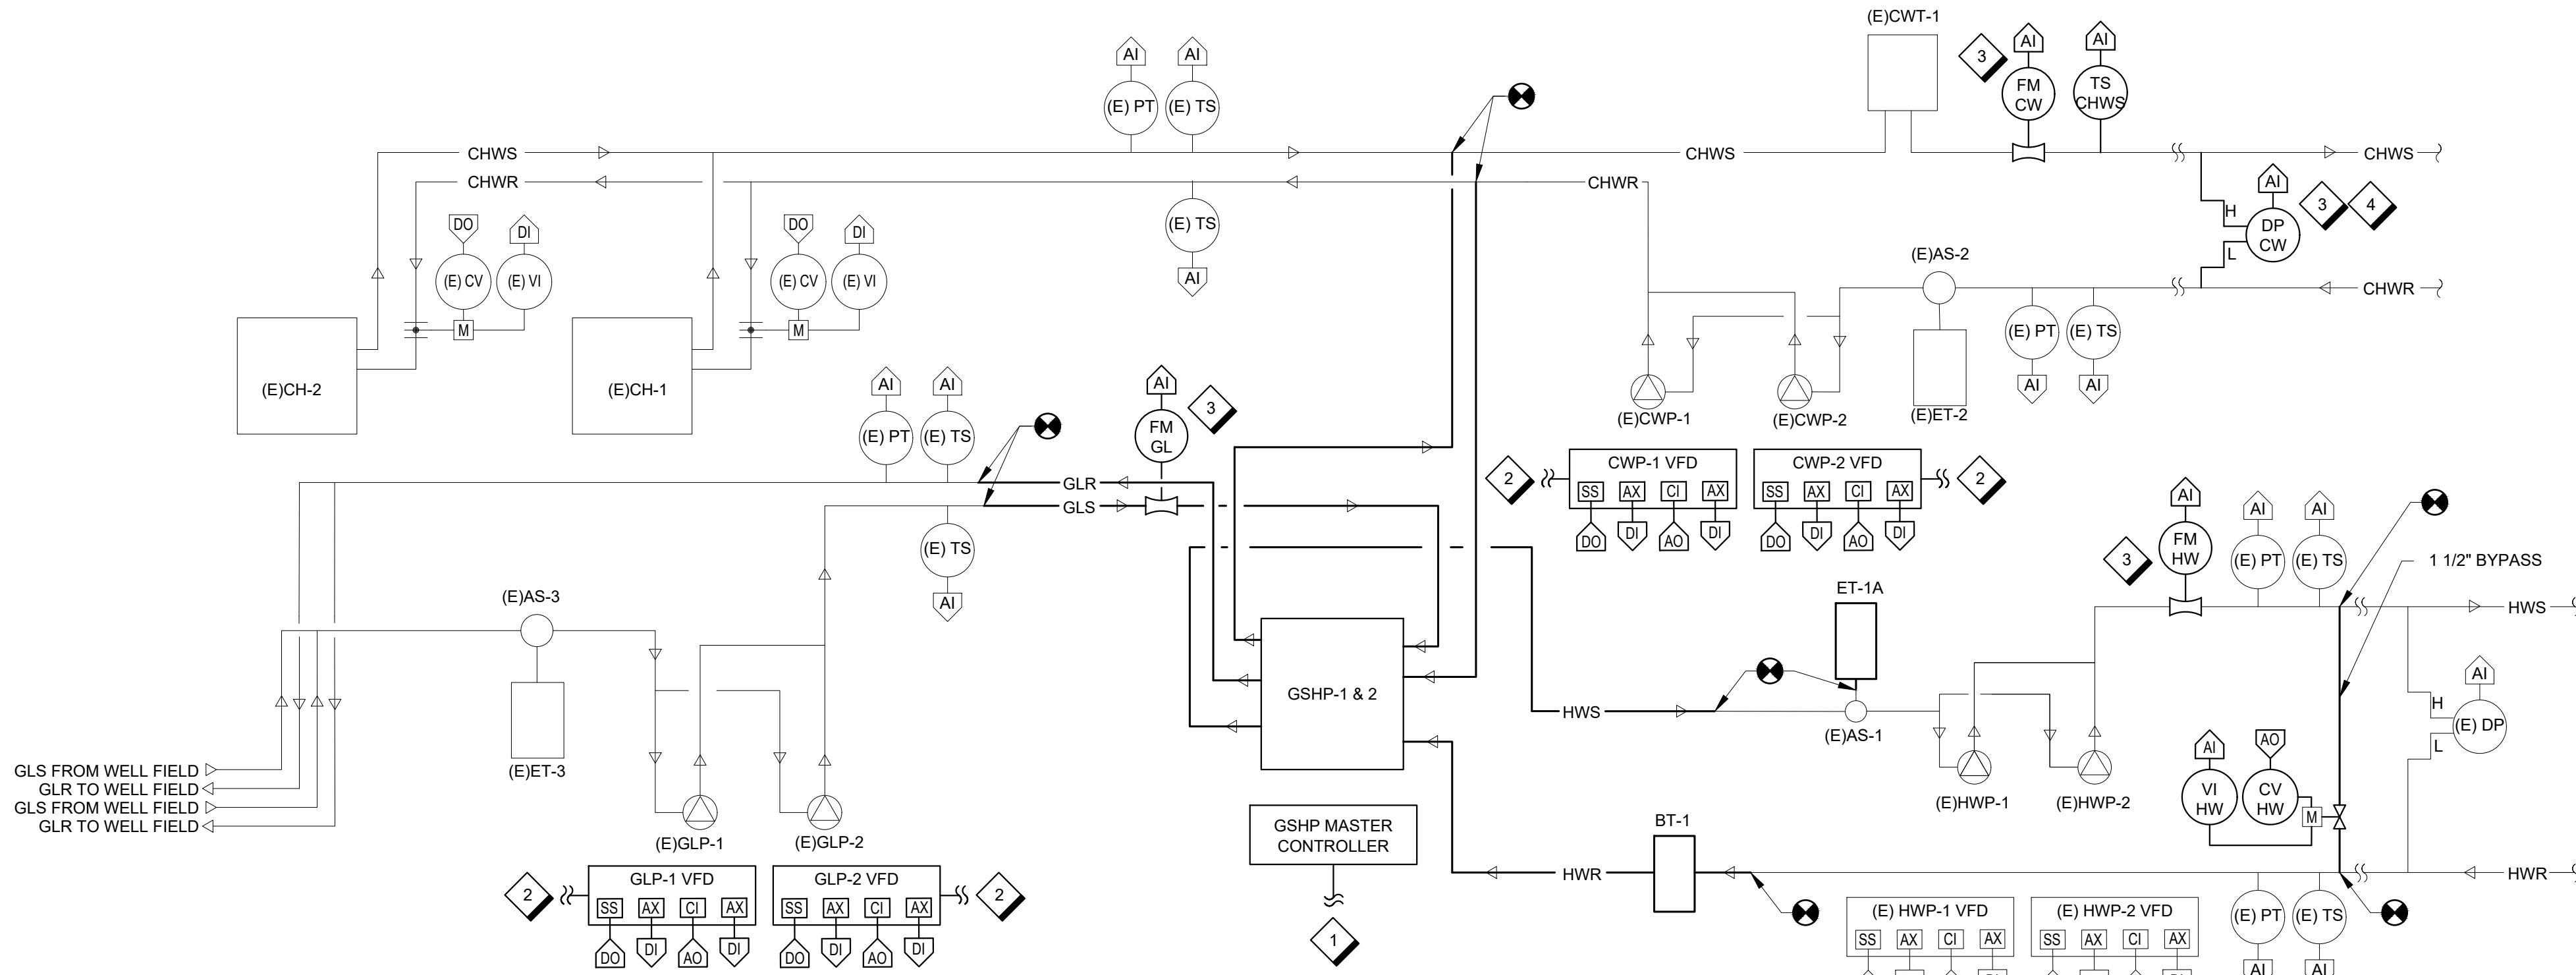 (E)CWT-1
AI
AI
3
AI
FM
CW
AI
TS
CHWS
(E) PT
(E) TS
CHWS
CHWS
CHWS
CHWR
CHWR
AI
3
4
H
DP
CW
L
(E) TS
AI
DO
DI
DO
DI
(E) CV
(E) VI
(E) CV
(E) VI
M
M
(E)AS-2
CHWR
(E) PT
(E) TS
AI
AI
(E)CH-2
(E)CH-1
(E)CWP-1
(E)CWP-2
(E)ET-2
AI
AI
AI
3
(E) PT
(E) TS
FM
GL
GLR
GLS
2
CWP-1 VFD
SS
AX
CI
AX
DO
DI
AO
DI
CWP-2 VFD
SS
AX
CI
AX
DO
DI
AO
DI
2
(E) TS
AI
AI
AI
AI
3
FM
HW
(E) PT
(E) TS
1 1/2" BYPASS
(E)AS-3
ET-1A
HWS
GSHP-1 & 2
HWS
(E)AS-1
AI
H
(E) DP
L
(E)ET-3
GLS FROM WELL FIELD
GLR TO WELL FIELD
GLS FROM WELL FIELD
GLR TO WELL FIELD
(E)GLP-1
(E)GLP-2
(E)HWP-1
(E)HWP-2
AI
AO
VI
HW
CV
HW
M
GSHP MASTER
CONTROLLER
BT-1
HWR
HWR
2
GLP-1 VFD
SS
AX
CI
AX
DO
DI
AO
DI
GLP-2 VFD
SS
AX
CI
AX
DO
DI
AO
DI
2
1
(E) HWP-1 VFD
SS
AX
CI
AX
(E) HWP-2 VFD
SS
AX
CI
AX
(E) PT
(E) TS
AI
AI